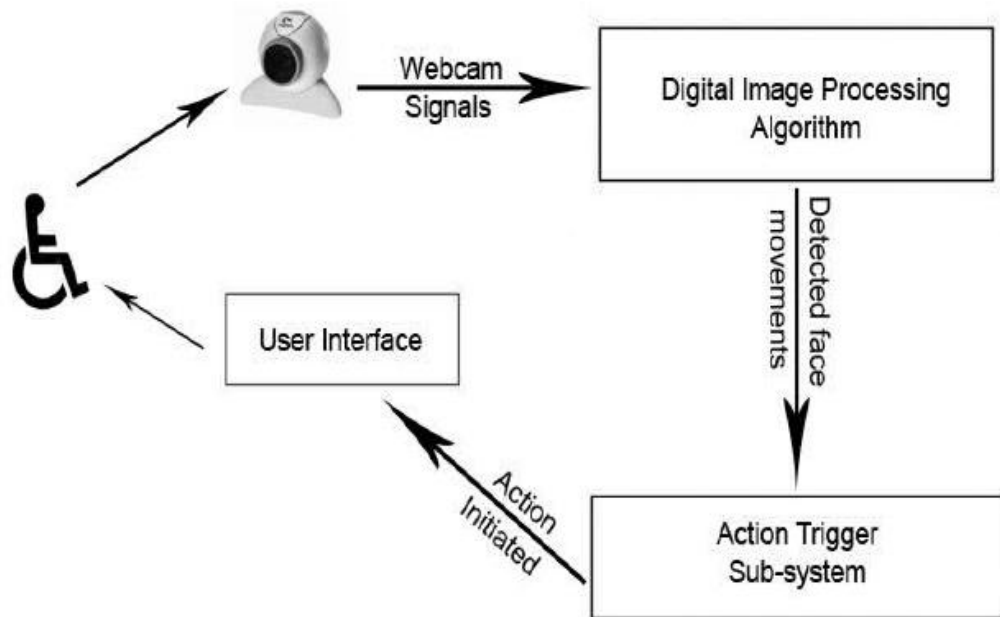 Webcam
Signals
Digital Image Processing
Algorithm
Detected face
movements
Action Trigger
Sub-system
Action
Initiated
User Interface